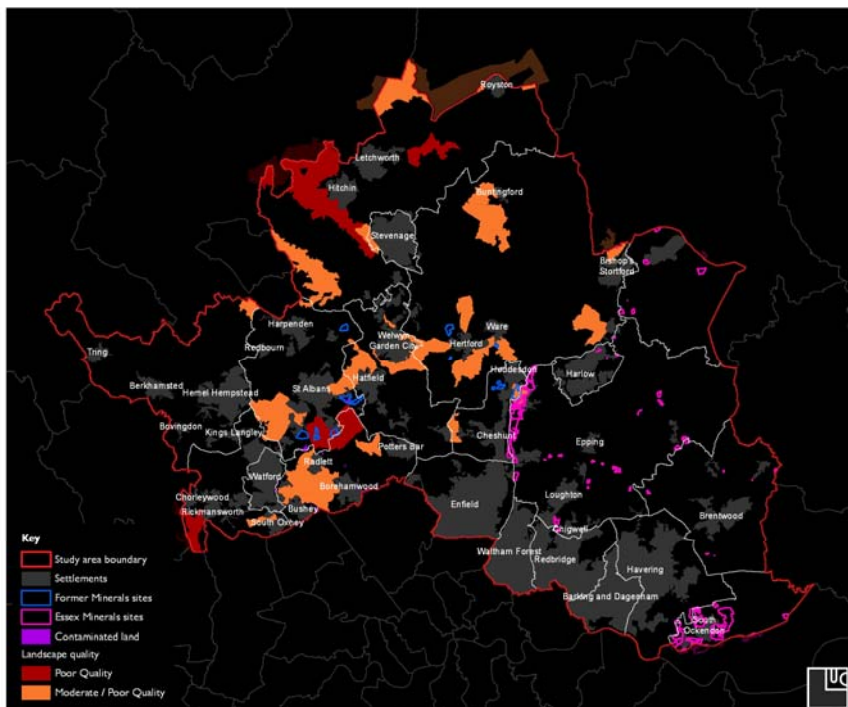 Royston
Letchworth
Hitchin
Buntingford
Stevenage
Bishop's
Stortford
Harpenden
Redbourn
Welwyn
Garden City
Ware
Hertford
Tring
Berkhamsted
Hemel Hempstead
St Albans
Hatfield
Hoddesdon
Harlow
Bovingdon
Kings Langley
Potters Bar
Cheshunt
Epping
Radlett
Watford
Borehamwood
Chorleywood
Rickmansworth
Bushey
South Oxhey
Enfield
Loughton
Chigwell
Brentwood
Waltham Forest
Redbridge
Havering
Barking and Dagenham
South
Ockendon
Key
Study area boundary
Settlements
Former Minerals sites
Essex Minerals sites
Contaminated land
Landscape quality
Poor Quality
Moderate / Poor Quality